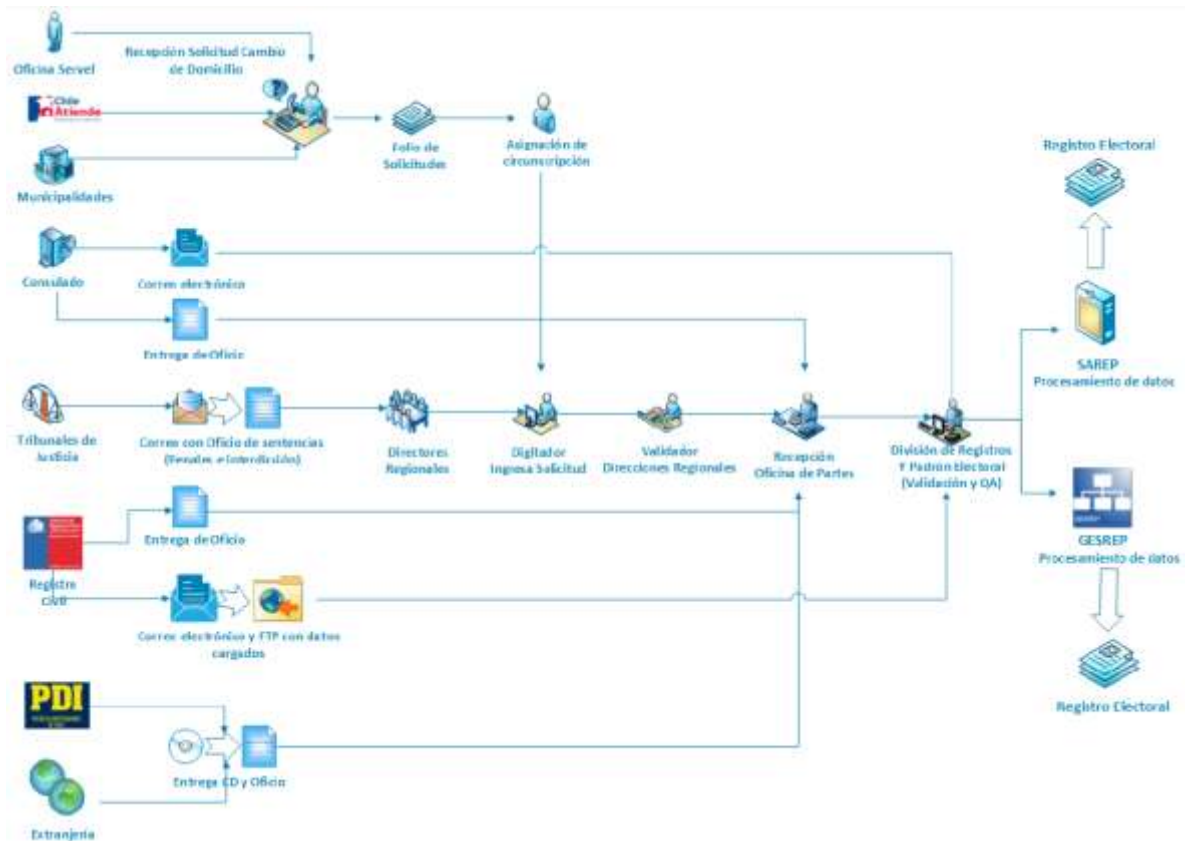 Oficina Servel
Recepción Solicitud Cambio
de Domicilio
Chile
Atiende
Municipalidades
Folio de
Solicitudes
Asignación de
circunscripción
Registro Electoral
Consulado
Correo electrónico
Entrega de Oficio
SAREP
Procesamiento de datos
Tribunales de
Justicia
Correo con Oficio de sentencias
(Penales e Interdicción)
Directores
Regionales
Digitador
Ingresa Solicitud
Validador
Direcciones Regionales
Recepción
Oficina de Partes
División de Registros
Y Padrón Electoral
(Validación y QA)
Entrega de Oficio
GESREP
Procesamiento de datos
Registro
Civil
Correo electrónico y FTP con datos
cargados
PDI
Entrega CD y Oficio
Registro Electoral
Extranjería